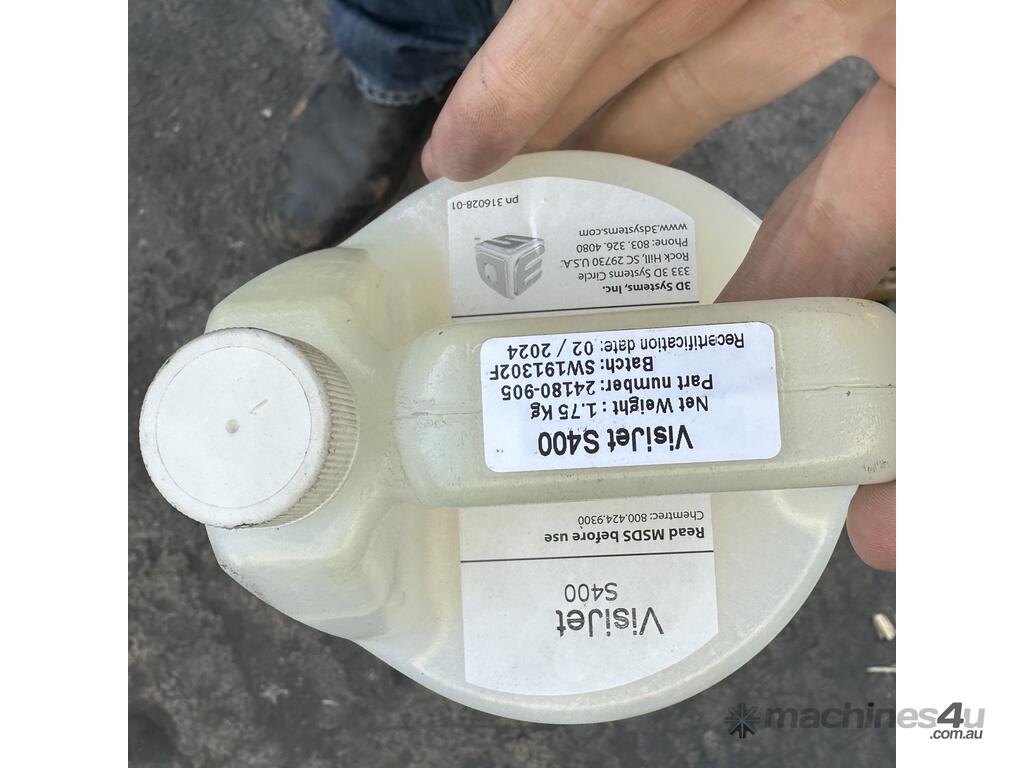 VisiJet S400
Net Weight : 1.75 Kg
Part number: 24180-905
Batch: SW191302F
Recertification date: 02 / 2024
VisiJet
S400
Read MSDS before use
Chemtrec: 800.424.9300
3D Systems, Inc.
333 3D Systems Circle
Rock Hill, SC 29730 U.S.A.
Phone: 803. 326. 4080
www.3dsystems.com
pn 316028-01
machines4u
.com.au